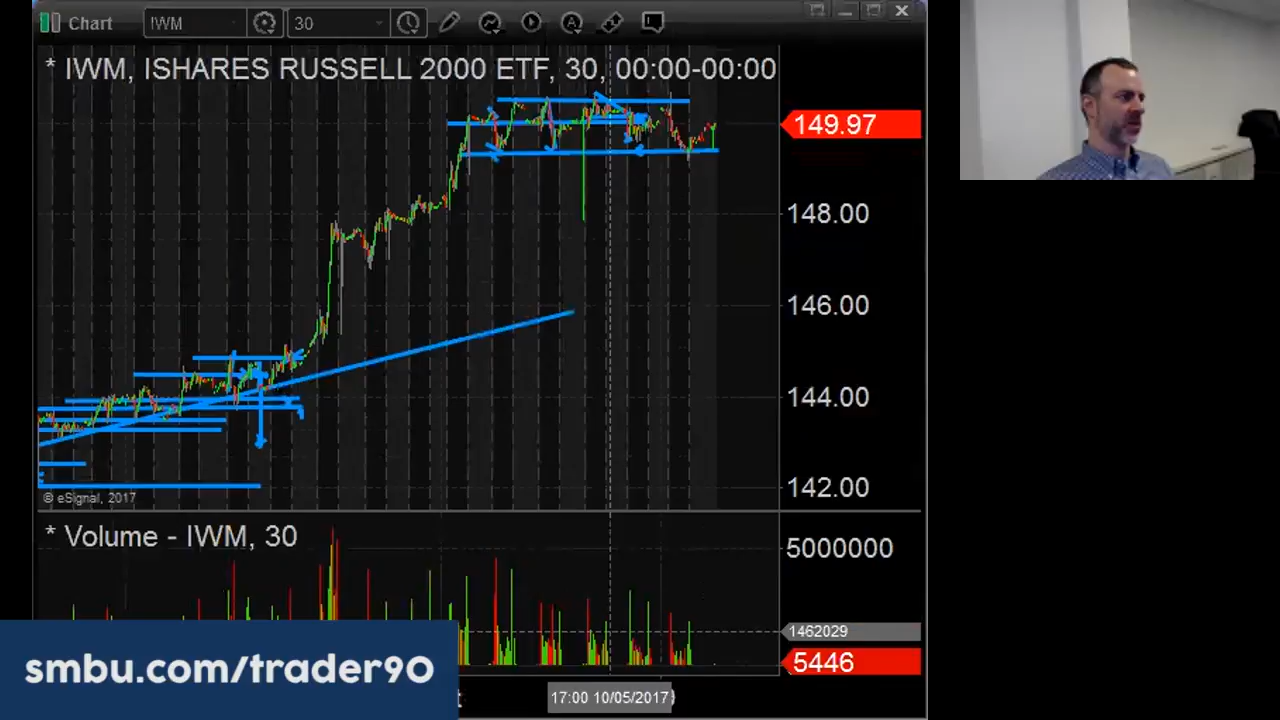 Chart
IWM
30
* IWM, ISHARES RUSSELL 2000 ETF, 30, 00:00-00:00
149.97
148.00
146.00
144.00
142.00
© eSignal, 2017
* Volume - IWM, 30
5000000
1462029
5446
smbu.com/trader90
17:00 10/05/2017